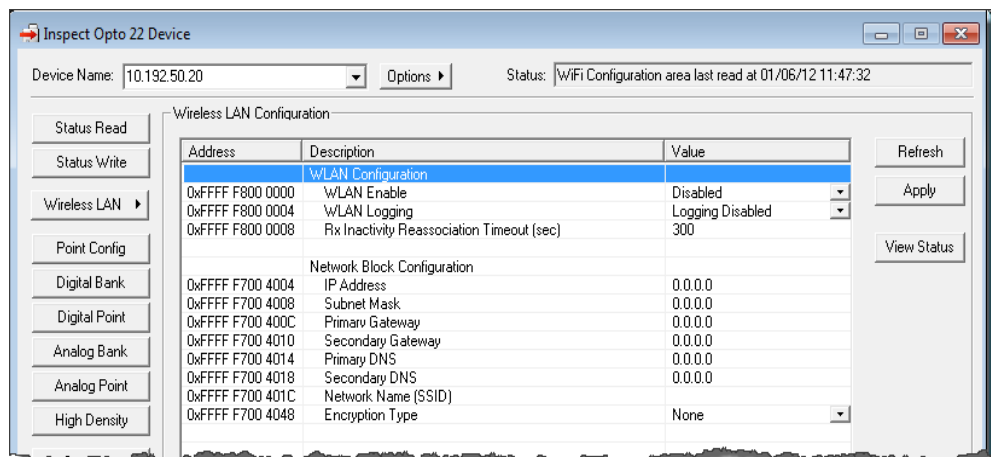 Inspect Opto 22 Device
Device Name: 10.192.50.20 Options Status: WiFi Configuration area last read at 01/06/12 11:47:32
Status Read
Status Write
Wireless LAN
Point Config
Digital Bank
Digital Point
Analog Bank
Analog Point
High Density
Wireless LAN Configuration
Address Description Value
WLAN Configuration
0xFFFF F800 0000 WLAN Enable Disabled
0xFFFF F800 0004 WLAN Logging Logging Disabled
0xFFFF F800 0008 Rx Inactivity Reassociation Timeout (sec) 300
Network Block Configuration
0xFFFF F700 4004 IP Address 0.0.0.0
0xFFFF F700 4008 Subnet Mask 0.0.0.0
0xFFFF F700 400C Primary Gateway 0.0.0.0
0xFFFF F700 4010 Secondary Gateway 0.0.0.0
0xFFFF F700 4014 Primary DNS 0.0.0.0
0xFFFF F700 4018 Secondary DNS 0.0.0.0
0xFFFF F700 401C Network Name (SSID)
0xFFFF F700 4048 Encryption Type None
Refresh
Apply
View Status